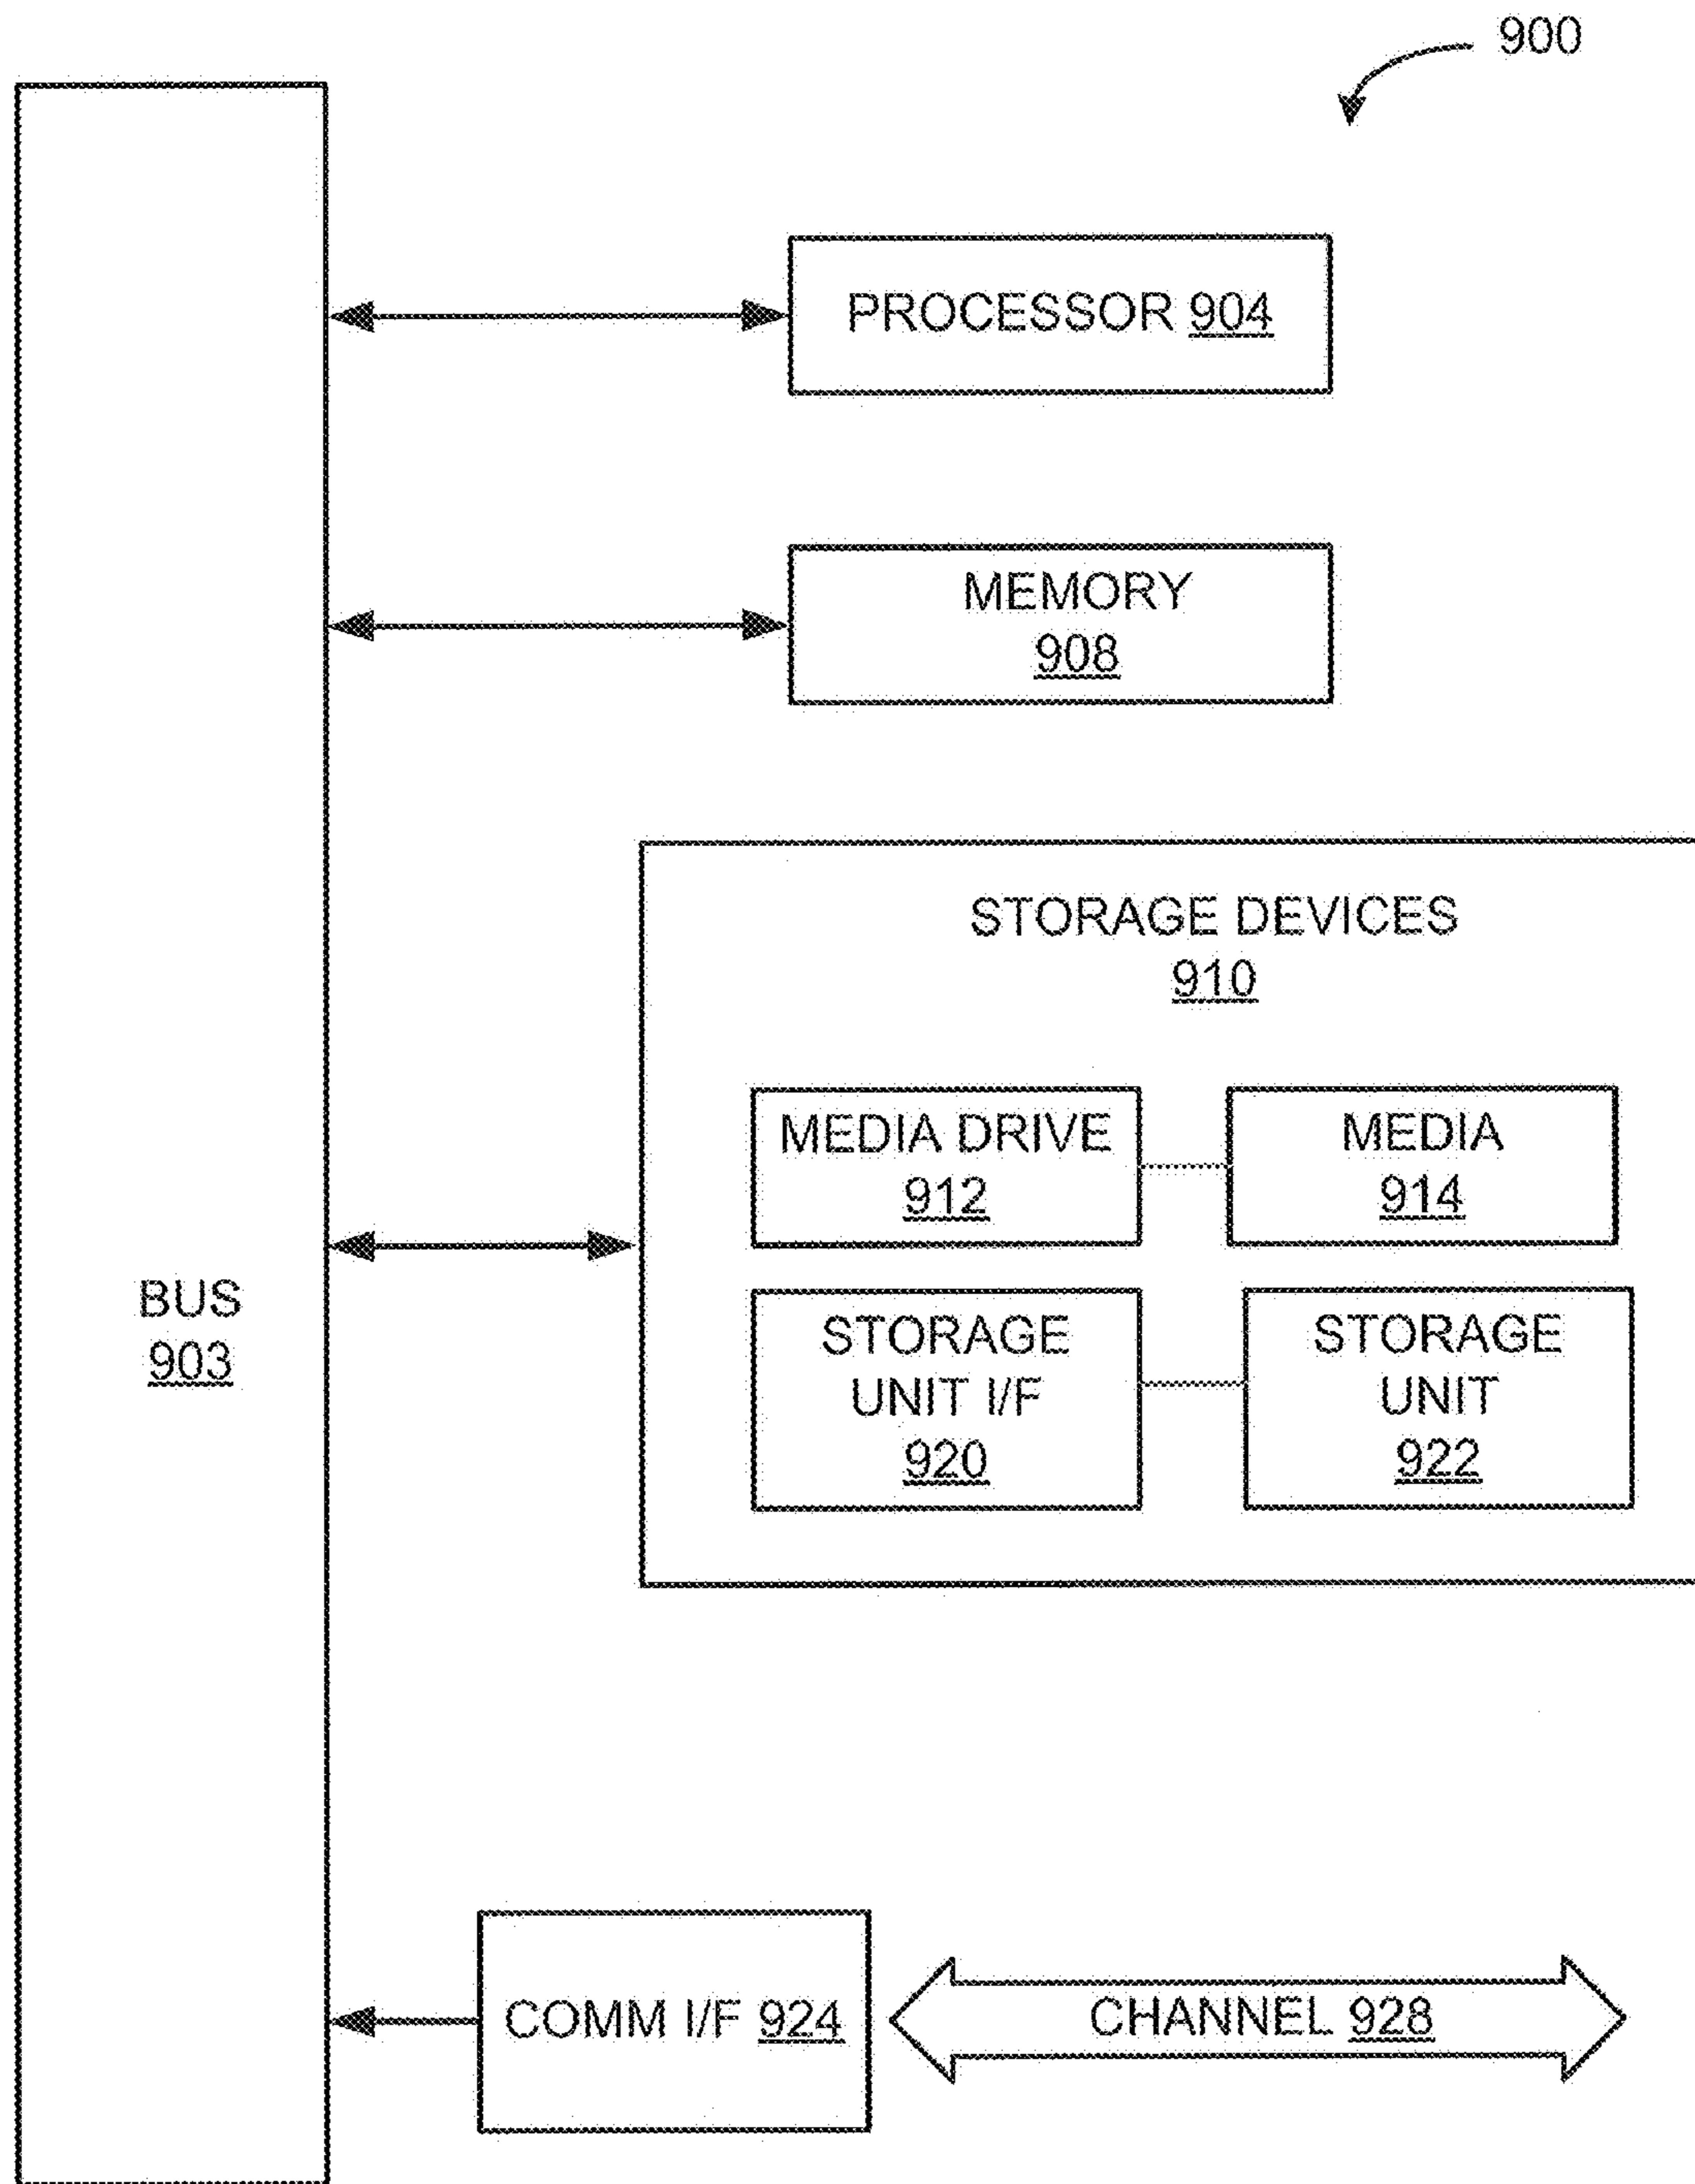 900
PROCESSOR 904
MEMORY
908
STORAGE DEVICES
910
MEDIA DRIVE
912
MEDIA
914
BUS
903
STORAGE
UNIT I/F
920
STORAGE
UNIT
922
COMM I/F 924
CHANNEL 928